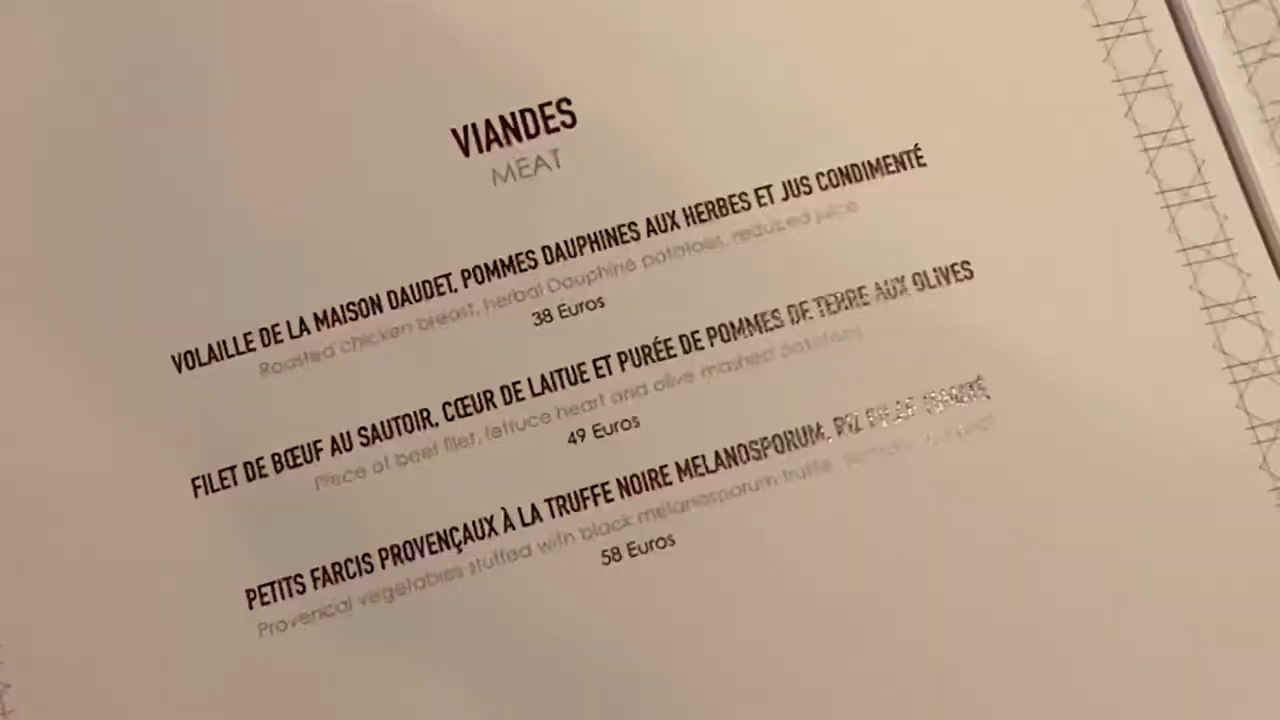 VIANDES
MEAT
VOLAILLE DE LA MAISON DAUDET, POMMES DAUPHINES AUX HERBES ET JUS CONDIMENTÉ
Roasted chicken breast, herbal Dauphine potatoes, reduced juice
38 Euros
FILET DE BŒUF AU SAUTOIR, CŒUR DE LAITUE ET PURÉE DE POMMES DE TERRE AUX OLIVES
Piece of beef filet, lettuce heart and olive mashed potatoes
49 Euros
PETITS FARCIS PROVENÇAUX À LA TRUFFE NOIRE MELANOSPORUM, RIZ
Provencal vegetables stuffed with black melanosporum truffle,
58 Euros